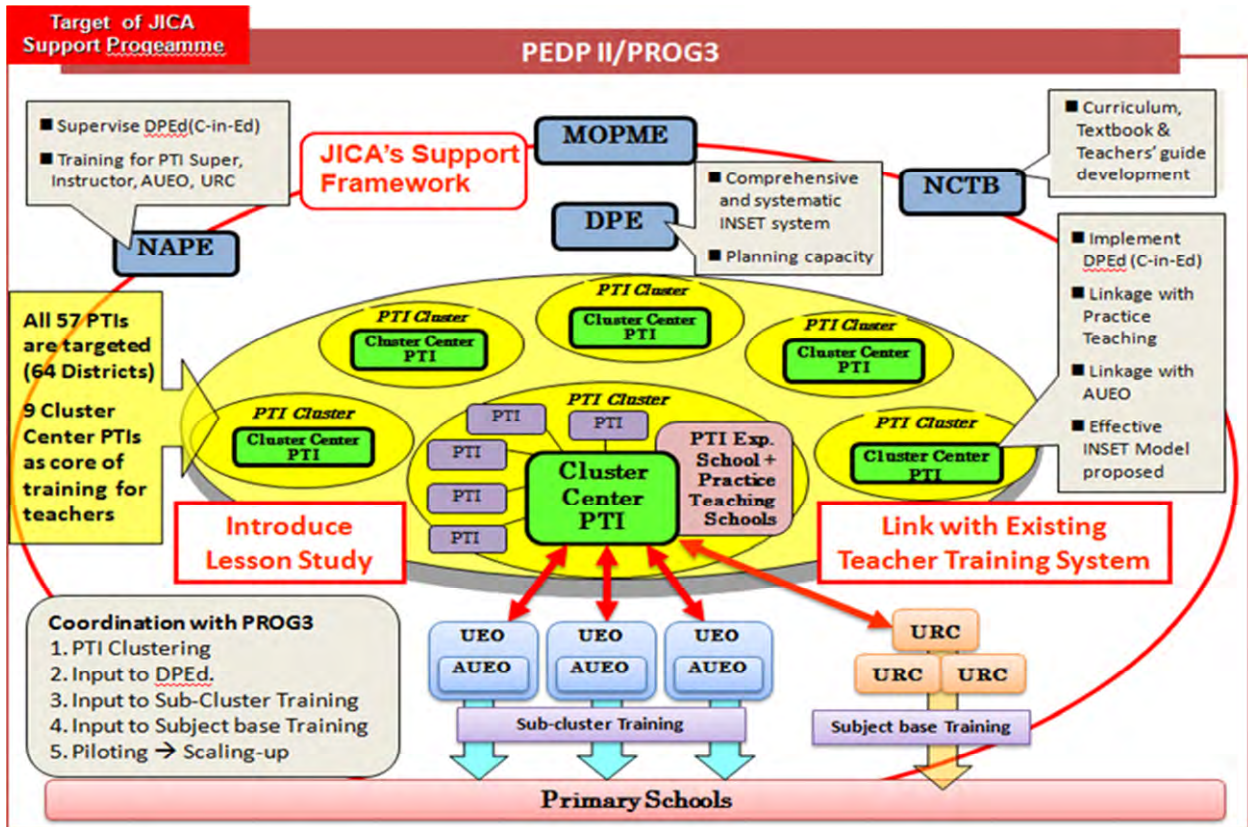 Target of JICA
Support Progeamme
PEDP II/PROG3
■ Supervise DPEd(C-in-Ed)
■ Training for PTI Super,
Instructor, AUEO, URC
JICA's Support
Framework
MOPME
■ Curriculum,
Textbook &
Teachers' guide
development
NCTB
NAPE
DPE
■ Comprehensive
and systematic
INSET system
■ Planning capacity
■ Implement
DPEd (C-in-Ed)
■ Linkage with
Practice
Teaching
■ Linkage with
AUEO
■ Effective
INSET Model
proposed
All 57 PTIs
are targeted
(64 Districts)
9 Cluster
Center PTIs
as core of
training for
teachers
PTI Cluster
Cluster Center
PTI
PTI Cluster
Cluster Center
PTI
PTI Cluster
Cluster Center
PTI
PTI Cluster
Cluster Center
PTI
PTI Cluster
PTI
PTI
PTI
PTI
PTI
Cluster
Center
PTI
PTI Exp.
School +
Practice
Teaching
Schools
PTI Cluster
Cluster Center
PTI
Introduce
Lesson Study
Link with Existing
Teacher Training System
Coordination with PROG3
1. PTI Clustering
2. Input to DPEd.
3. Input to Sub-Cluster Training
4. Input to Subject base Training
5. Piloting → Scaling-up
UEO
AUEO
UEO
AUEO
UEO
AUEO
URC
URC
URC
Sub-cluster Training
Subject base Training
Primary Schools